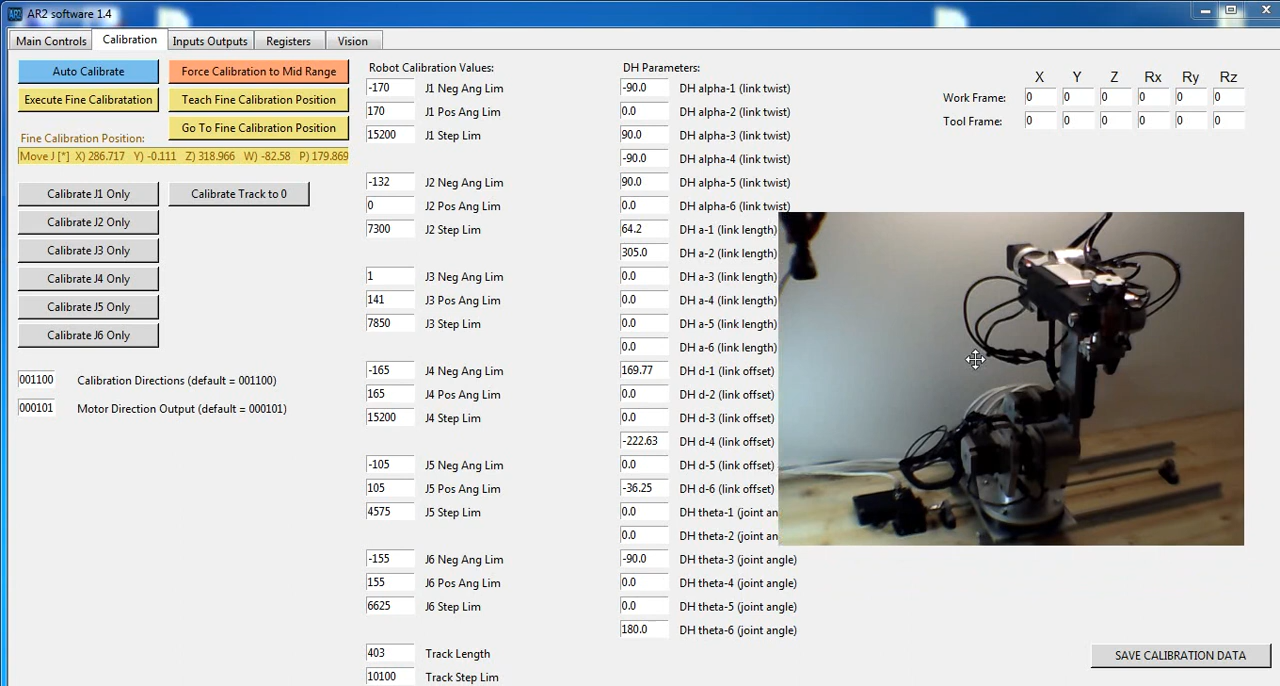 AR2 software 1.4
Main Controls Calibration Inputs Outputs Registers Vision
Auto Calibrate Force Calibration to Mid Range
Execute Fine Calibratation Teach Fine Calibration Position
Go To Fine Calibration Position
Fine Calibration Position:
Move J [*] X) 286.717 Y) -0.111 Z) 318.966 W) -82.58 P) 179.869
Calibrate J1 Only Calibrate Track to 0
Calibrate J2 Only
Calibrate J3 Only
Calibrate J4 Only
Calibrate J5 Only
Calibrate J6 Only
001100 Calibration Directions (default = 001100)
000101 Motor Direction Output (default = 000101)
Robot Calibration Values:
-170 J1 Neg Ang Lim
170 J1 Pos Ang Lim
15200 J1 Step Lim
-132 J2 Neg Ang Lim
0 J2 Pos Ang Lim
7300 J2 Step Lim
1 J3 Neg Ang Lim
141 J3 Pos Ang Lim
7850 J3 Step Lim
-165 J4 Neg Ang Lim
165 J4 Pos Ang Lim
15200 J4 Step Lim
-105 J5 Neg Ang Lim
105 J5 Pos Ang Lim
4575 J5 Step Lim
-155 J6 Neg Ang Lim
155 J6 Pos Ang Lim
6625 J6 Step Lim
403 Track Length
10100 Track Step Lim
DH Parameters:
-90.0 DH alpha-1 (link twist)
0.0 DH alpha-2 (link twist)
90.0 DH alpha-3 (link twist)
-90.0 DH alpha-4 (link twist)
90.0 DH alpha-5 (link twist)
0.0 DH alpha-6 (link twist)
64.2 DH a-1 (link length)
305.0 DH a-2 (link length)
0.0 DH a-3 (link length)
0.0 DH a-4 (link length)
0.0 DH a-5 (link length)
0.0 DH a-6 (link length)
169.77 DH d-1 (link offset)
0.0 DH d-2 (link offset)
0.0 DH d-3 (link offset)
-222.63 DH d-4 (link offset)
0.0 DH d-5 (link offset)
-36.25 DH d-6 (link offset)
0.0 DH theta-1 (joint an
0.0 DH theta-2 (joint an
-90.0 DH theta-3 (joint angle)
0.0 DH theta-4 (joint angle)
0.0 DH theta-5 (joint angle)
180.0 DH theta-6 (joint angle)
X Y Z Rx Ry Rz
Work Frame: 0 0 0 0 0 0
Tool Frame: 0 0 0 0 0 0
SAVE CALIBRATION DATA